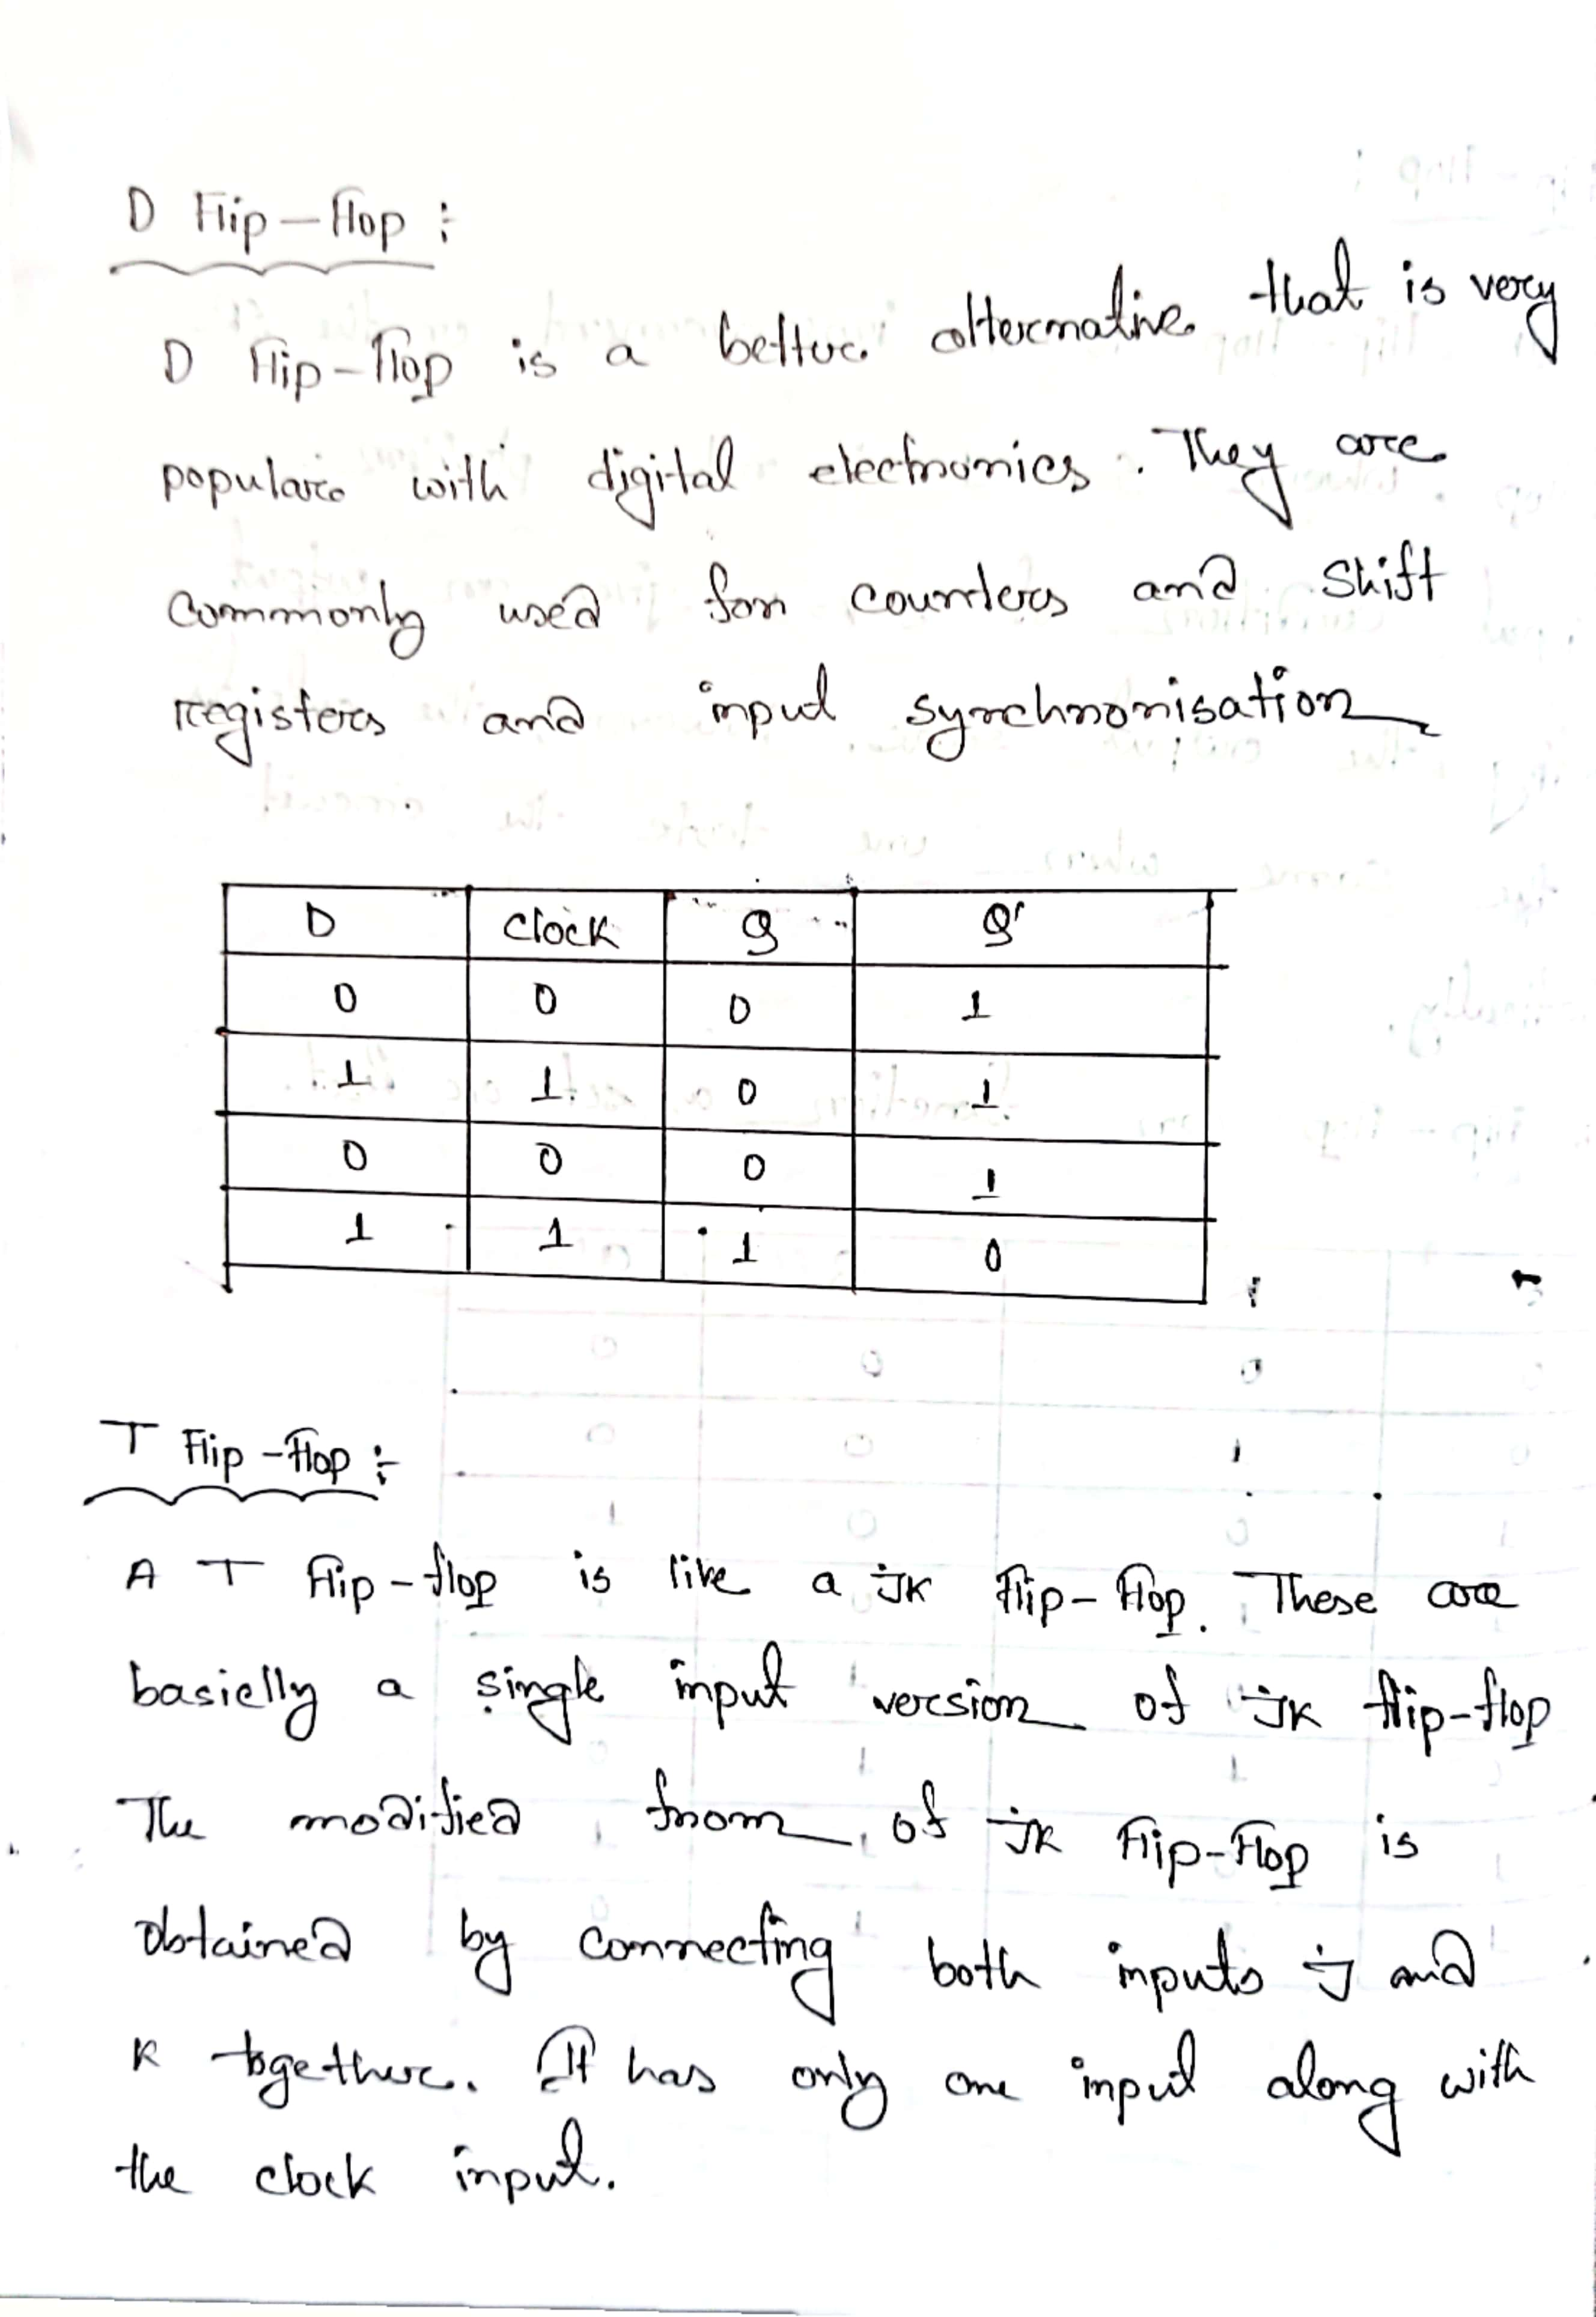 D Flip-flop :
D Flip-flop is a better alternative that is very
popular with digital electronics. They are
commonly used for counters and shift
registers and input synchronisation
D clock Q Q'
0 0 0 1
1 1 0 1
0 0 0 1
1 1 1 0
T Flip-flop :
A T flip-flop is like a JK flip-flop. These are
basielly a single input version of JK flip-flop
The modified from of JK flip-flop is
obtained by connecting both inputs J and
K together. It has only one input along with
the clock input.